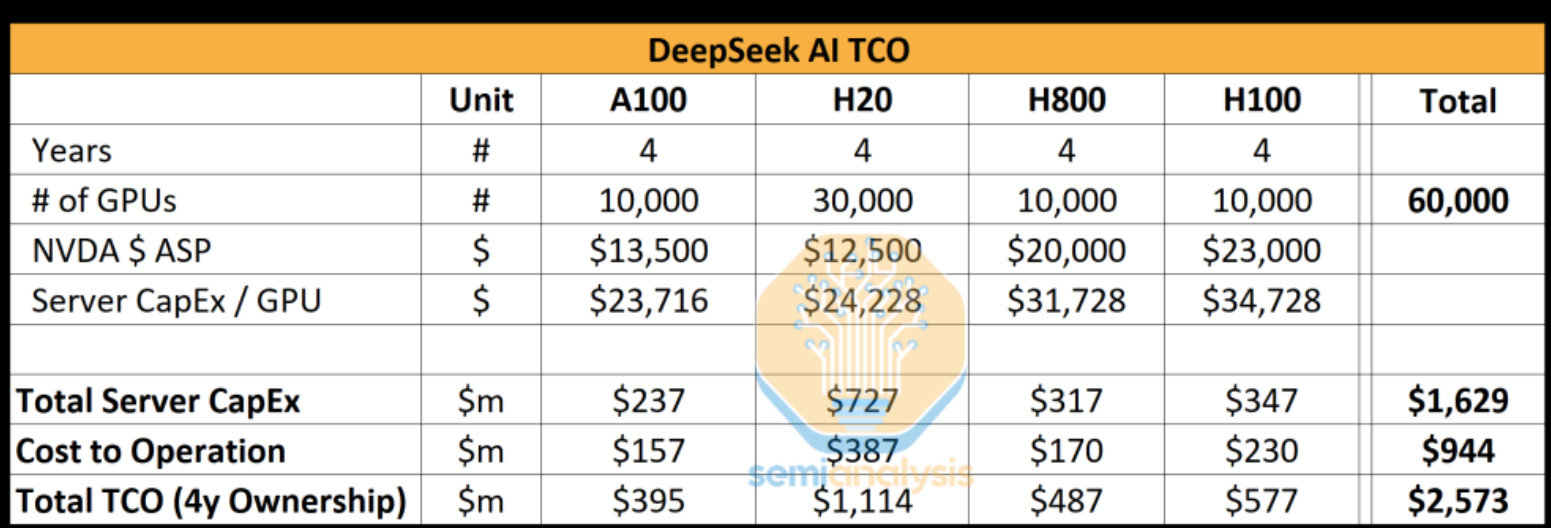 DeepSeek AI TCO
Unit A100 H20 H800 H100 Total
Years # 4 4 4 4
# of GPUs # 10,000 30,000 10,000 10,000 60,000
NVDA $ ASP $ $13,500 $12,500 $20,000 $23,000
Server CapEx / GPU $ $23,716 $24,228 $31,728 $34,728
Total Server CapEx $m $237 $727 $317 $347 $1,629
Cost to Operation $m $157 $387 $170 $230 $944
semianalysis
Total TCO (4y Ownership) $m $395 $1,114 $487 $577 $2,573